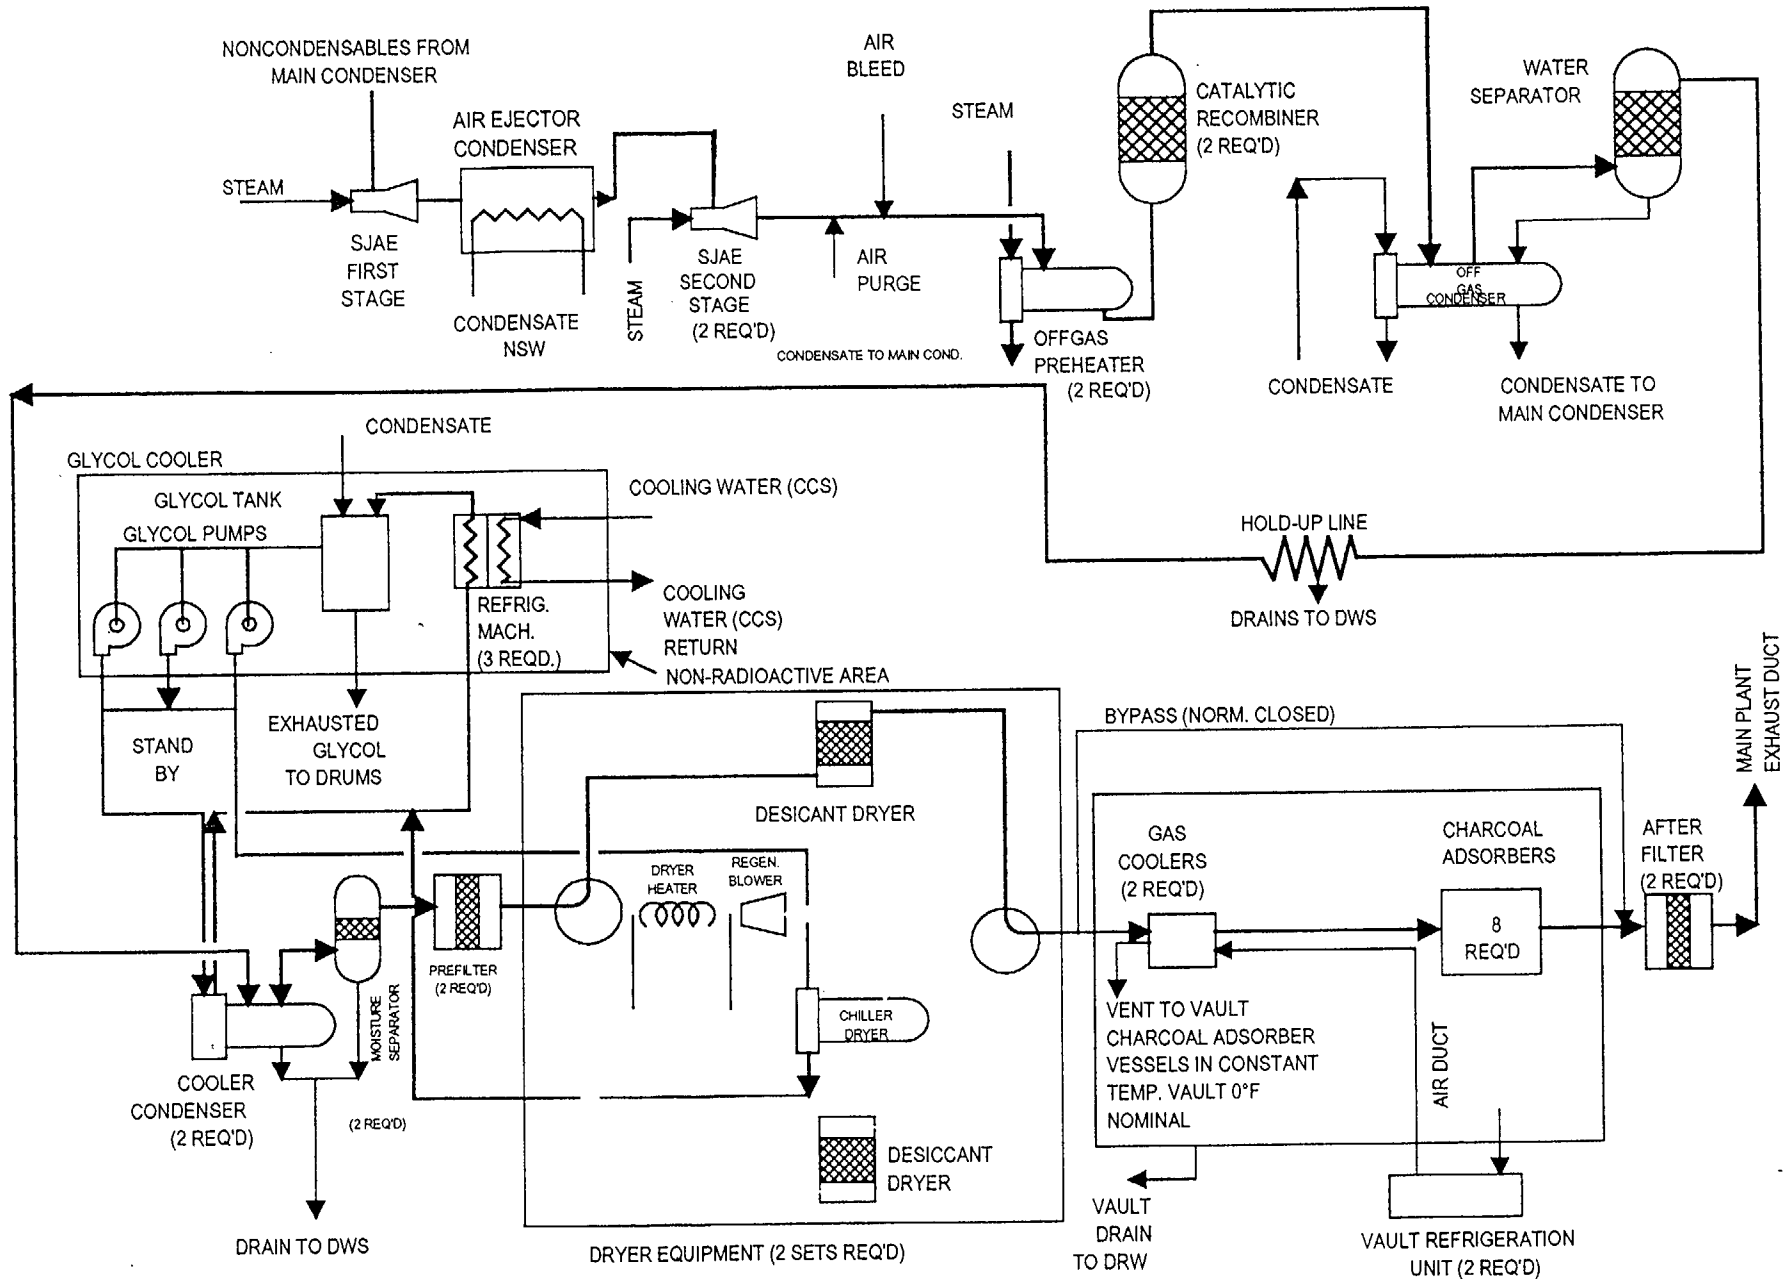 NONCONDENSABLES FROM
MAIN CONDENSER
AIR
BLEED
STEAM
CATALYTIC
RECOMBINER
(2 REQ'D)
WATER
SEPARATOR
AIR EJECTOR
CONDENSER
STEAM
SJAE
FIRST
STAGE
CONDENSATE
NSW
STEAM
SJAE
SECOND
STAGE
(2 REQ'D)
AIR
PURGE
CONDENSATE TO MAIN COND.
OFFGAS
PREHEATER
(2 REQ'D)
OFF
GAS
CONDENSER
CONDENSATE
CONDENSATE TO
MAIN CONDENSER
CONDENSATE
GLYCOL COOLER
GLYCOL TANK
GLYCOL PUMPS
COOLING WATER (CCS)
COOLING
WATER (CCS)
RETURN
REFRIG.
MACH.
(3 REQD.)
NON-RADIOACTIVE AREA
HOLD-UP LINE
DRAINS TO DWS
STAND
BY
EXHAUSTED
GLYCOL
TO DRUMS
DESICANT DRYER
DRYER
HEATER
REGEN.
BLOWER
PREFILTER
(2 REQ'D)
MOISTURE
SEPARATOR
(2 REQ'D)
COOLER
CONDENSER
(2 REQ'D)
DRAIN TO DWS
CHILLER
DRYER
DESICCANT
DRYER
DRYER EQUIPMENT (2 SETS REQ'D)
BYPASS (NORM. CLOSED)
GAS
COOLERS
(2 REQ'D)
CHARCOAL
ADSORBERS
8
REQ'D
AFTER
FILTER
(2 REQ'D)
MAIN PLANT
EXHAUST DUCT
VENT TO VAULT
CHARCOAL ADSORBER
VESSELS IN CONSTANT
TEMP. VAULT 0°F
NOMINAL
AIR DUCT
VAULT
DRAIN
TO DRW
VAULT REFRIGERATION
UNIT (2 REQ'D)